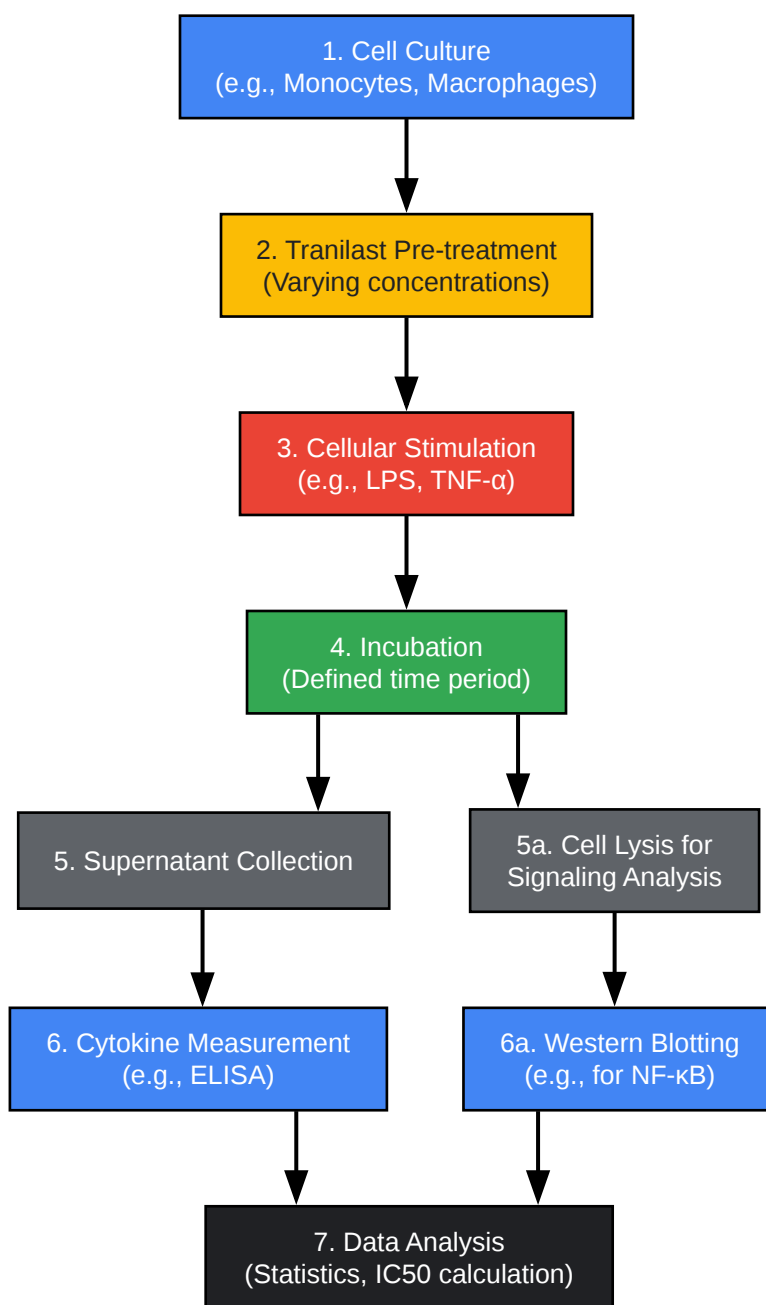 1. Cell Culture
(e.g., Monocytes, Macrophages)
2. Tranilast Pre-treatment
(Varying concentrations)
3. Cellular Stimulation
(e.g., LPS, TNF-α)
4. Incubation
(Defined time period)
5. Supernatant Collection
5a. Cell Lysis for
Signaling Analysis
6. Cytokine Measurement
(e.g., ELISA)
6a. Western Blotting
(e.g., for NF-κB)
7. Data Analysis
(Statistics, IC50 calculation)